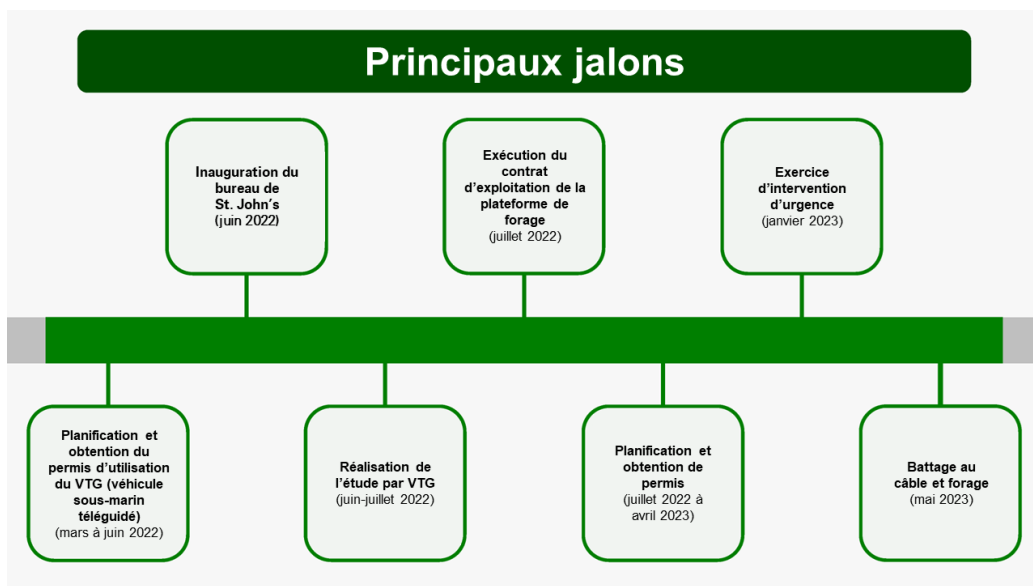 Principaux jalons
Inauguration du
bureau de
St. John's
(juin 2022)
Exécution du
contrat
d'exploitation de la
plateforme de
forage
(juillet 2022)
Exercice
d'intervention
d'urgence
(janvier 2023)
Planification et
obtention du
permis d'utilisation
du VTG (véhicule
sous-marin
téléguidé)
(mars à juin 2022)
Réalisation de
l'étude par VTG
(juin-juillet 2022)
Planification et
obtention de
permis
(juillet 2022 à
avril 2023)
Battage au
câble et forage
(mai 2023)